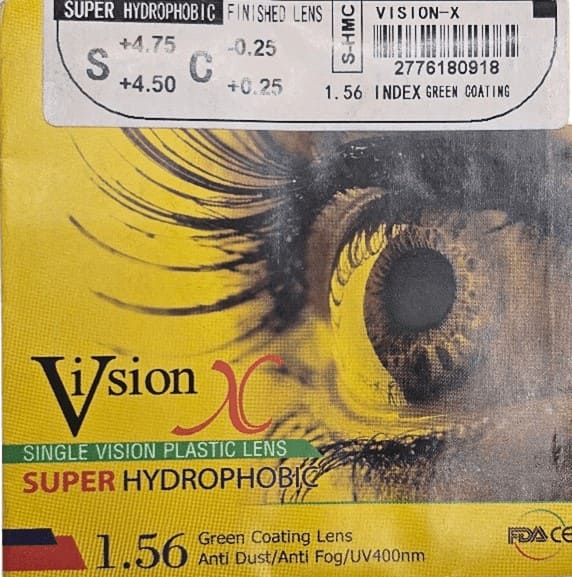 SUPER HYDROPHOBIC FINISHED LENS
S +4.75 C -0.25
+4.50 +0.25
S-HMC
VISION-X
2776180918
1.56 INDEX GREEN COATING
Vision X
SINGLE VISION PLASTIC LENS
SUPER HYDROPHOBIC
1.56 Green Coating Lens
Anti Dust/Anti Fog/UV400nm
FDA CE